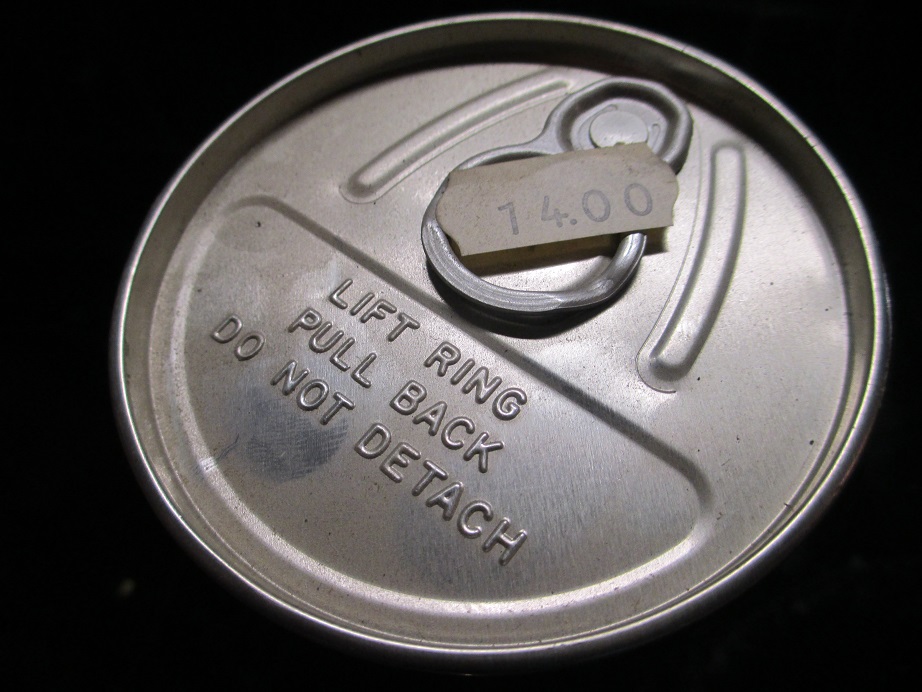 14.00
LIFT RING
PULL BACK
DO NOT DETACH